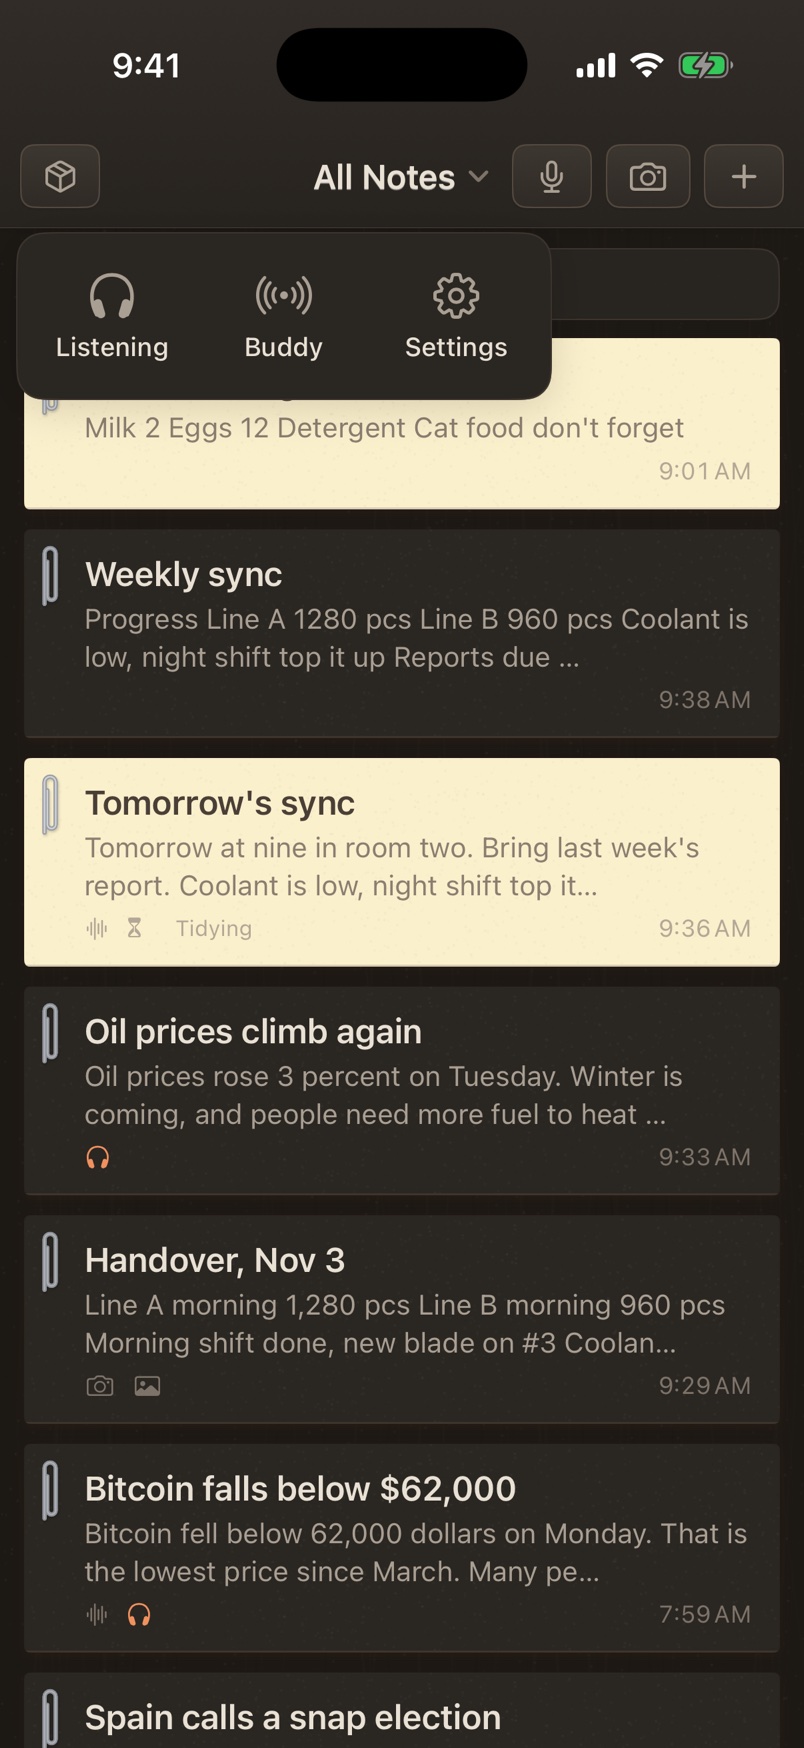 9:41
All Notes
Listening
Buddy
Settings
Milk 2 Eggs 12 Detergent Cat food don't forget
9:01 AM
Weekly sync
Progress Line A 1280 pcs Line B 960 pcs Coolant is
low, night shift top it up Reports due ...
9:38 AM
Tomorrow's sync
Tomorrow at nine in room two. Bring last week's
report. Coolant is low, night shift top it...
Tidying
9:36 AM
Oil prices climb again
Oil prices rose 3 percent on Tuesday. Winter is
coming, and people need more fuel to heat ...
9:33 AM
Handover, Nov 3
Line A morning 1,280 pcs Line B morning 960 pcs
Morning shift done, new blade on #3 Coolan...
9:29 AM
Bitcoin falls below $62,000
Bitcoin fell below 62,000 dollars on Monday. That is
the lowest price since March. Many pe...
7:59 AM
Spain calls a snap election